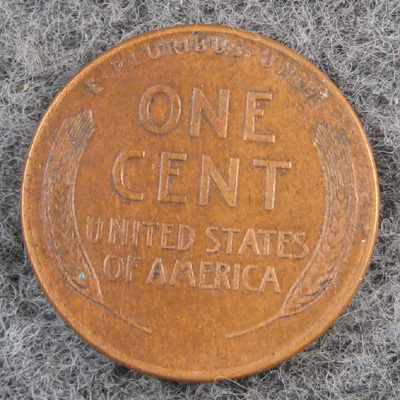 E·PLURIBUS·UNUM
ONE
CENT
UNITED STATES
OF AMERICA